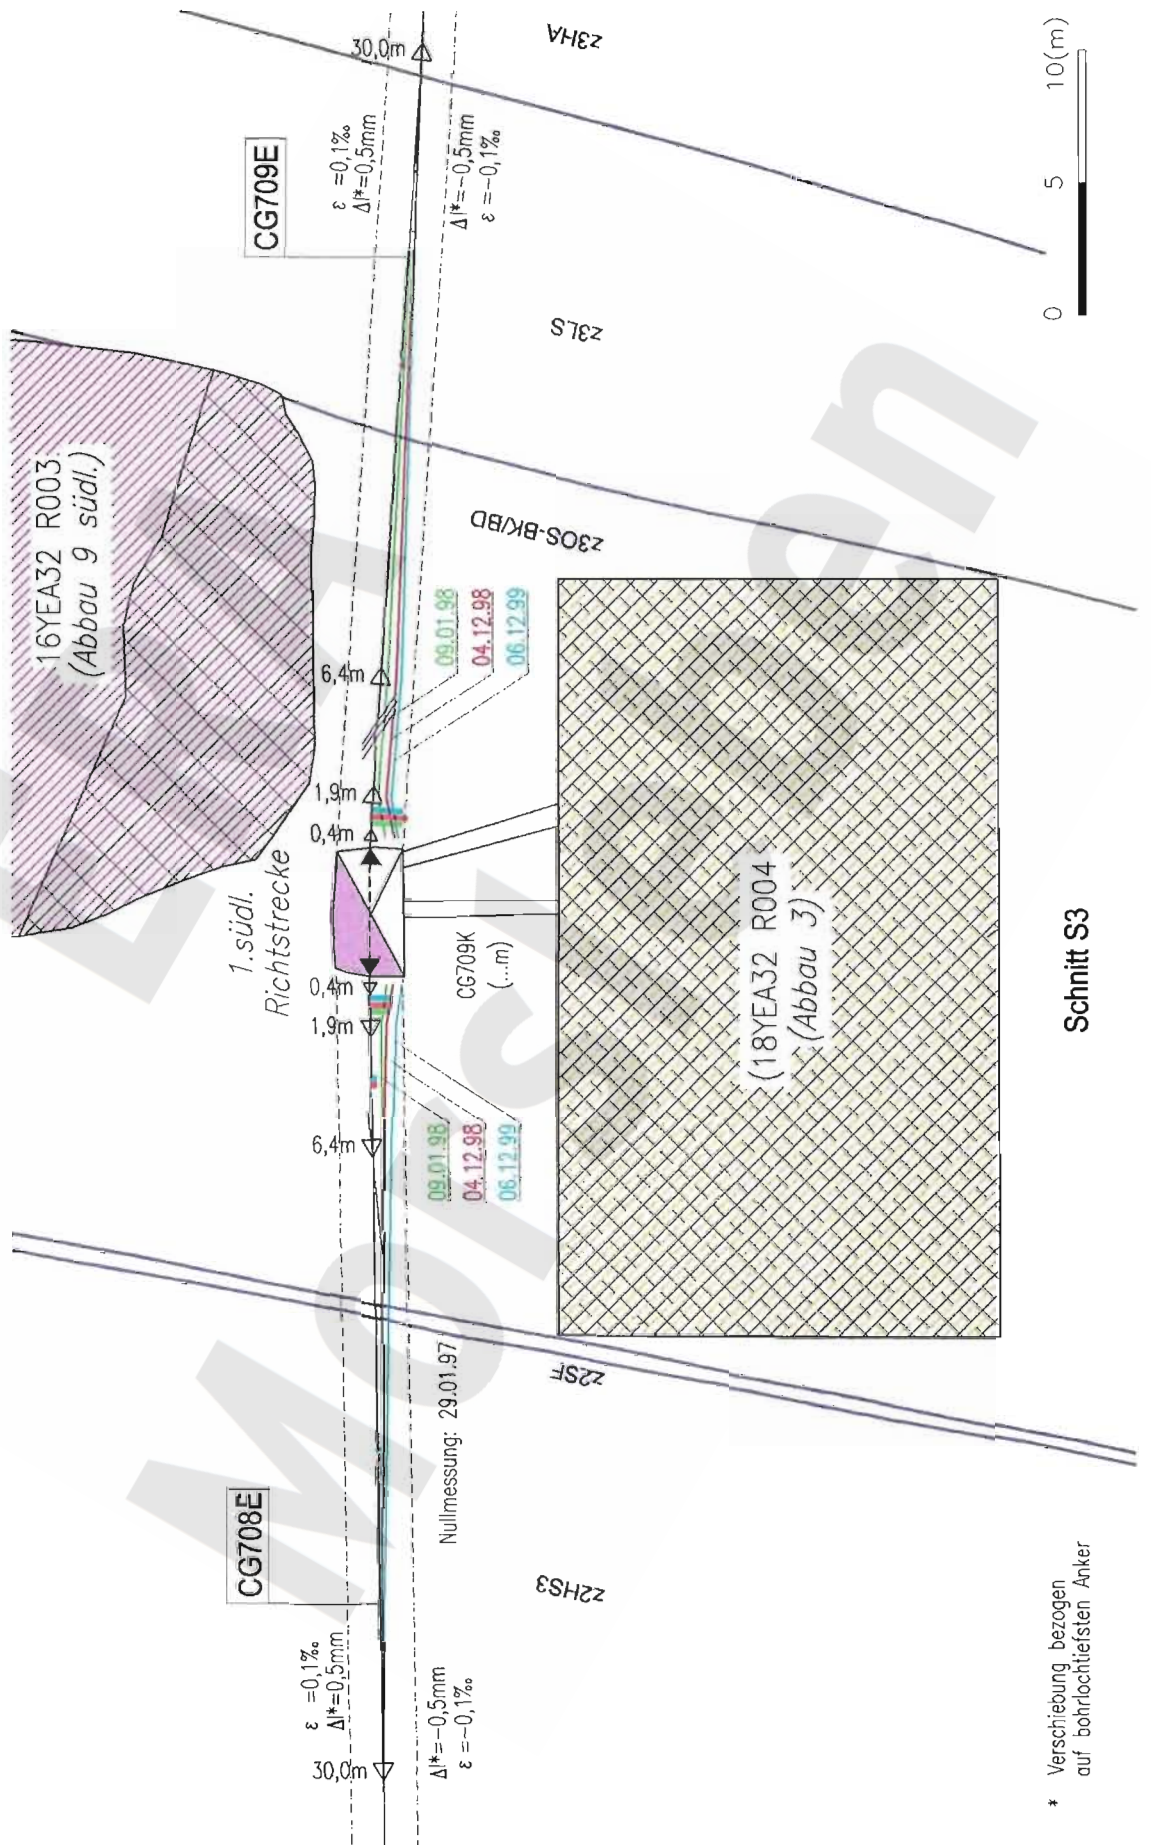 16YEA32 R003
(Abbau 9 südl.)
CG708E
CG709E
1.südl.
Richtstrecke
ε =0,1‰
Δl*=0,5mm
ε =0,1‰
Δl*=0,5mm
30,0m
6,4m
1,9m
0,4m
0,4m
1,9m
6,4m
30,0m
Δl*=-0,5mm
ε =-0,1‰
Δl*=-0,5mm
ε =-0,1‰
Nullmessung: 29.01.97
09.01.98
04.12.98
06.12.99
CG709K
(...m)
09.01.98
04.12.98
06.12.99
z2HS3
z2SF
z3OS-BK/BD
z3LS
z3HA
(18YEA32 R004
(Abbau 3)
* Verschiebung bezogen
auf bohrlochtiefsten Anker
Schnitt S3
0 5 10(m)
Morsleben